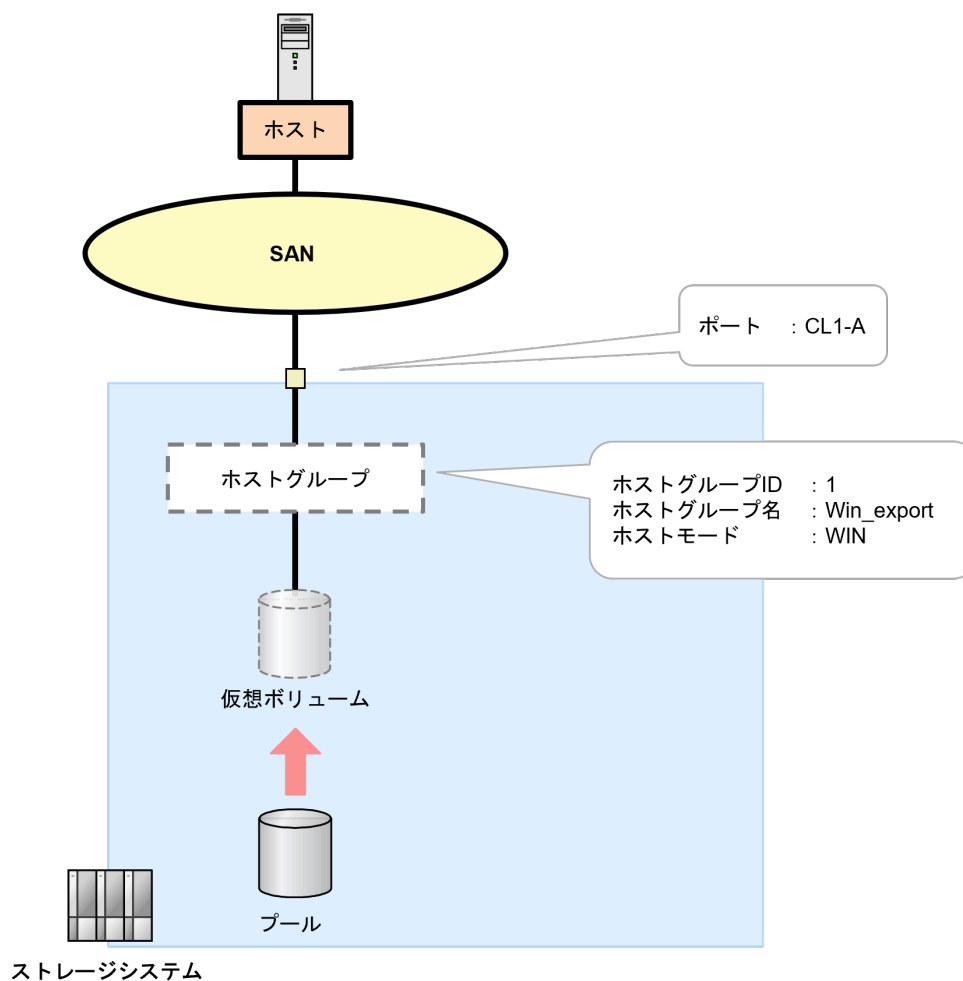 ホスト
SAN
ポート : CL1-A
ホストグループ
ホストグループID : 1
ホストグループ名 : Win_export
ホストモード : WIN
仮想ボリューム
プール
ストレージシステム